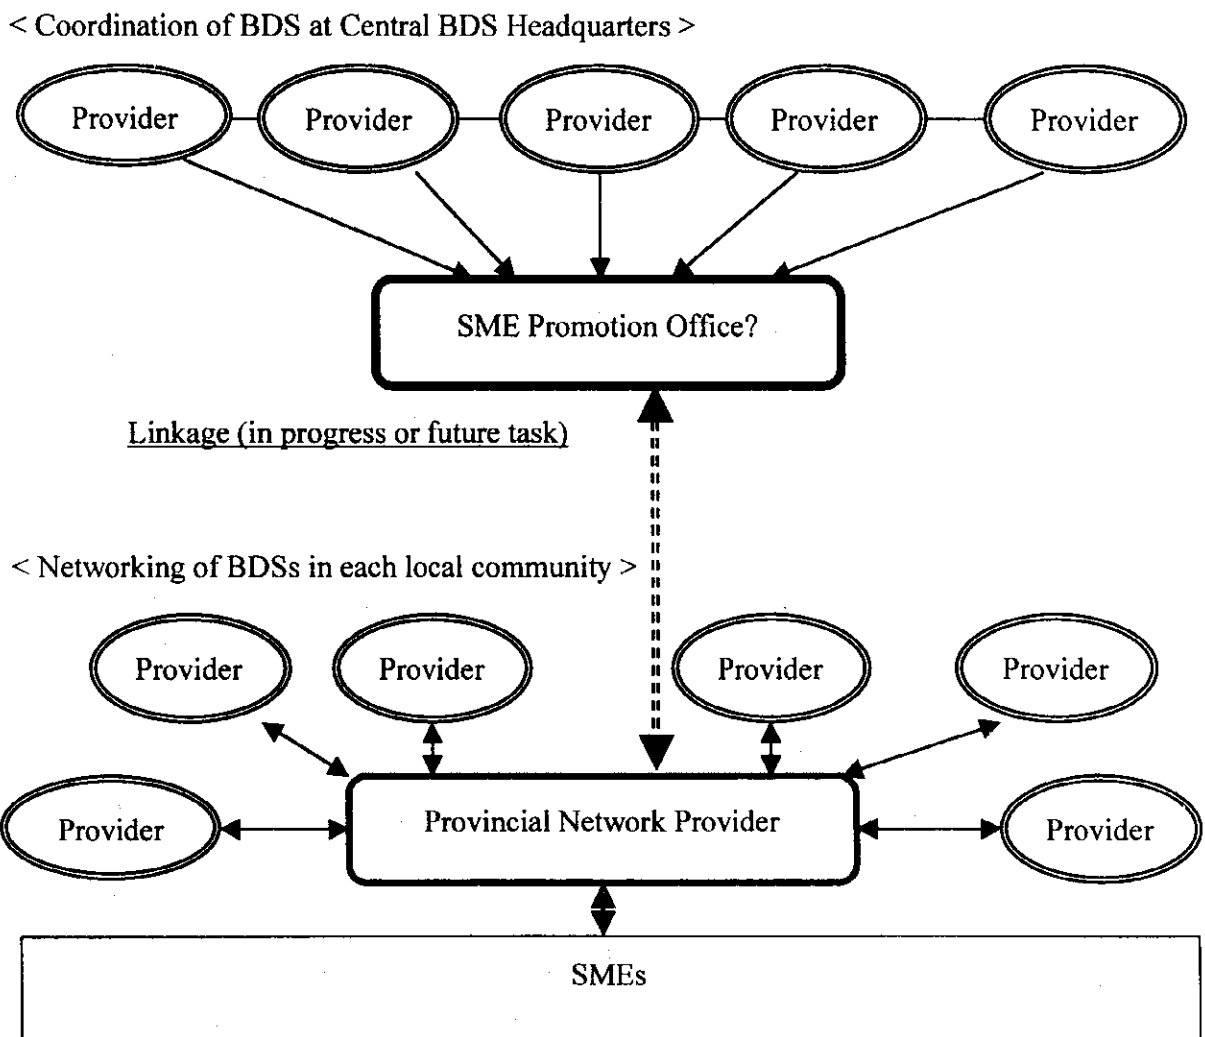 < Coordination of BDS at Central BDS Headquarters >
Provider Provider Provider Provider Provider
SME Promotion Office?
Linkage (in progress or future task)
< Networking of BDSs in each local community >
Provider Provider Provider Provider
Provider Provincial Network Provider Provider
SMEs